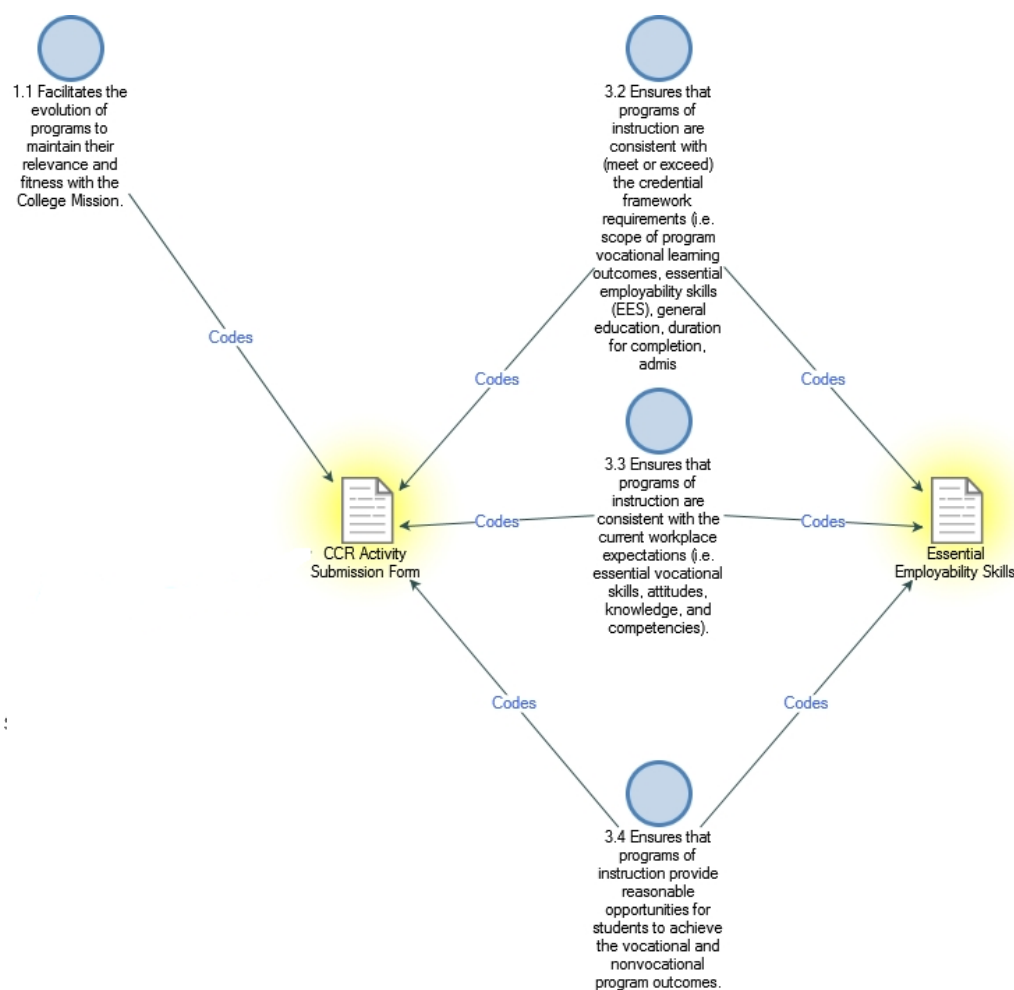 1.1 Facilitates the
evolution of
programs to
maintain their
relevance and
fitness with the
College Mission.
3.2 Ensures that
programs of
instruction are
consistent with
(meet or exceed)
the credential
framework
requirements (i.e.
scope of program
vocational learning
outcomes, essential
employability skills
(EES), general
education, duration
for completion,
admis
Codes
Codes
Codes
3.3 Ensures that
programs of
instruction are
consistent with the
current workplace
expectations (i.e.
essential vocational
skills, attitudes,
knowledge, and
competencies).
Codes
Codes
CCR Activity
Submission Form
Essential
Employability Skills
Codes
Codes
3.4 Ensures that
programs of
instruction provide
reasonable
opportunities for
students to achieve
the vocational and
nonvocational
program outcomes.